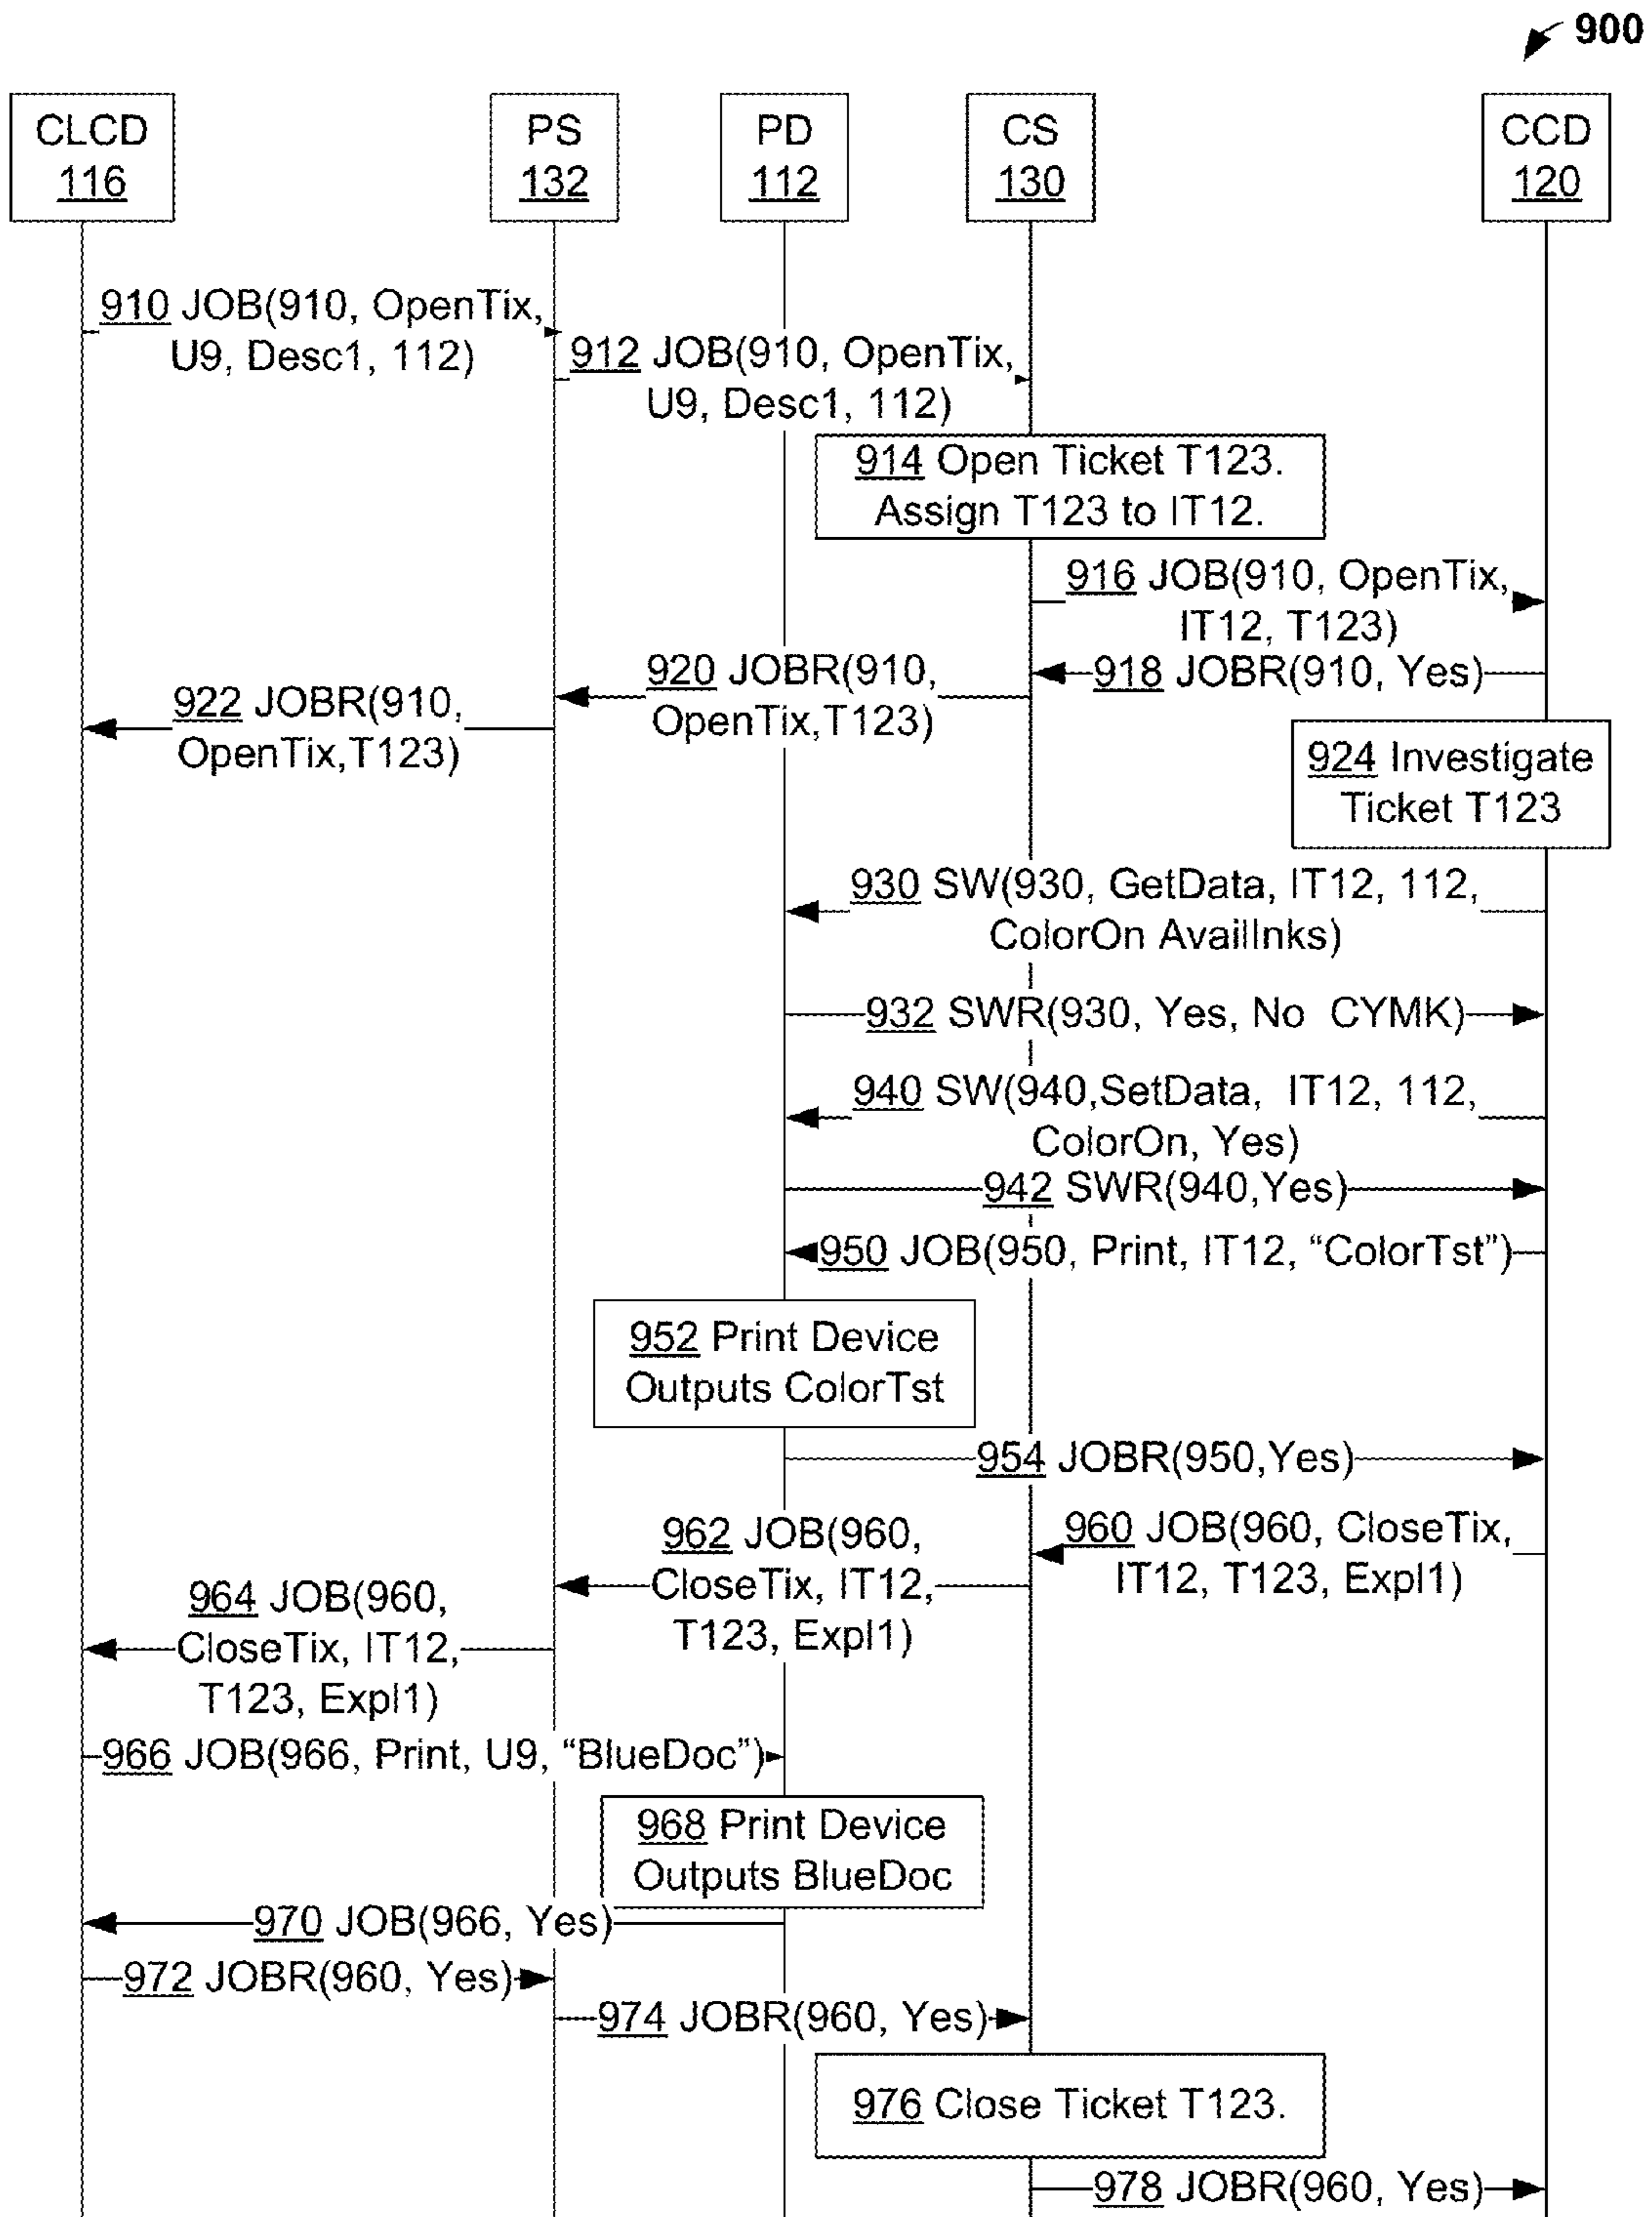 900
CLCD
116
PS
132
PD
112
CS
130
CCD
120
910 JOB(910, OpenTix,
U9, Desc1, 112)
912 JOB(910, OpenTix,
U9, Desc1, 112)
914 Open Ticket T123.
Assign T123 to IT12.
916 JOB(910, OpenTix,
IT12, T123)
918 JOBR(910, Yes)
920 JOBR(910,
OpenTix,T123)
922 JOBR(910,
OpenTix,T123)
924 Investigate
Ticket T123
930 SW(930, GetData, IT12, 112,
ColorOn AvailInks)
932 SWR(930, Yes, No CYMK)
940 SW(940,SetData, IT12, 112,
ColorOn, Yes)
942 SWR(940,Yes)
950 JOB(950, Print, IT12, “ColorTst”)
952 Print Device
Outputs ColorTst
954 JOBR(950,Yes)
960 JOB(960, CloseTix,
IT12, T123, Expl1)
962 JOB(960,
CloseTix, IT12,
T123, Expl1)
964 JOB(960,
CloseTix, IT12,
T123, Expl1)
966 JOB(966, Print, U9, “BlueDoc”)
968 Print Device
Outputs BlueDoc
970 JOB(966, Yes)
972 JOBR(960, Yes)
974 JOBR(960, Yes)
976 Close Ticket T123.
978 JOBR(960, Yes)